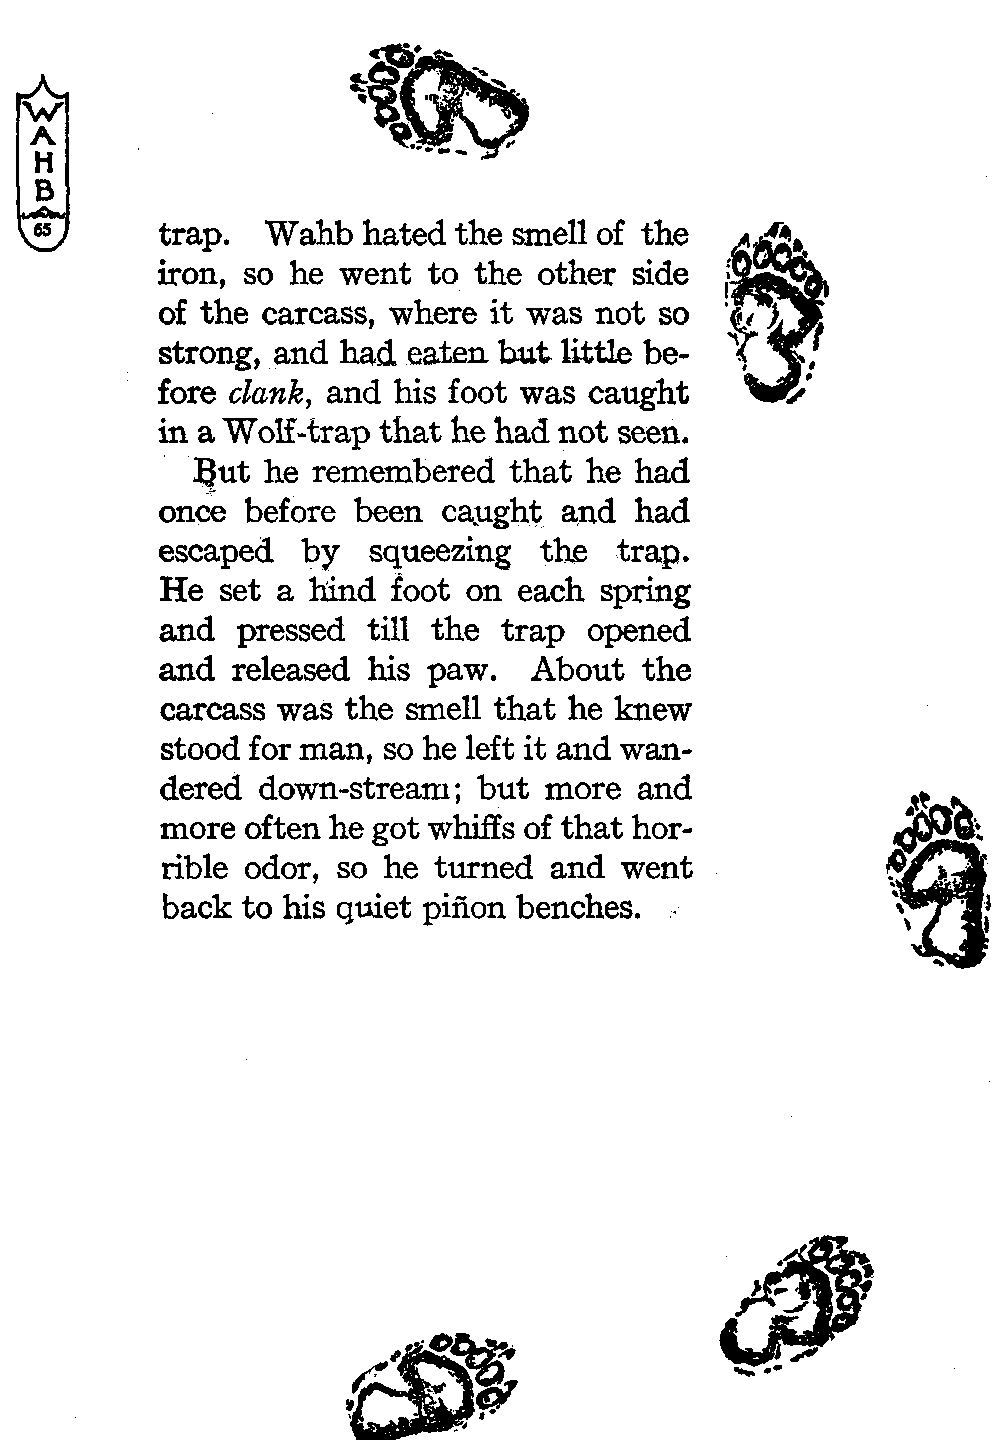 WAHB
65
trap. Wahb hated the smell of the
iron, so he went to the other side
of the carcass, where it was not so
strong, and had eaten but little be-
fore clank, and his foot was caught
in a Wolf-trap that he had not seen.
But he remembered that he had
once before been caught and had
escaped by squeezing the trap.
He set a hind foot on each spring
and pressed till the trap opened
and released his paw. About the
carcass was the smell that he knew
stood for man, so he left it and wan-
dered down-stream; but more and
more often he got whiffs of that hor-
rible odor, so he turned and went
back to his quiet piñon benches.